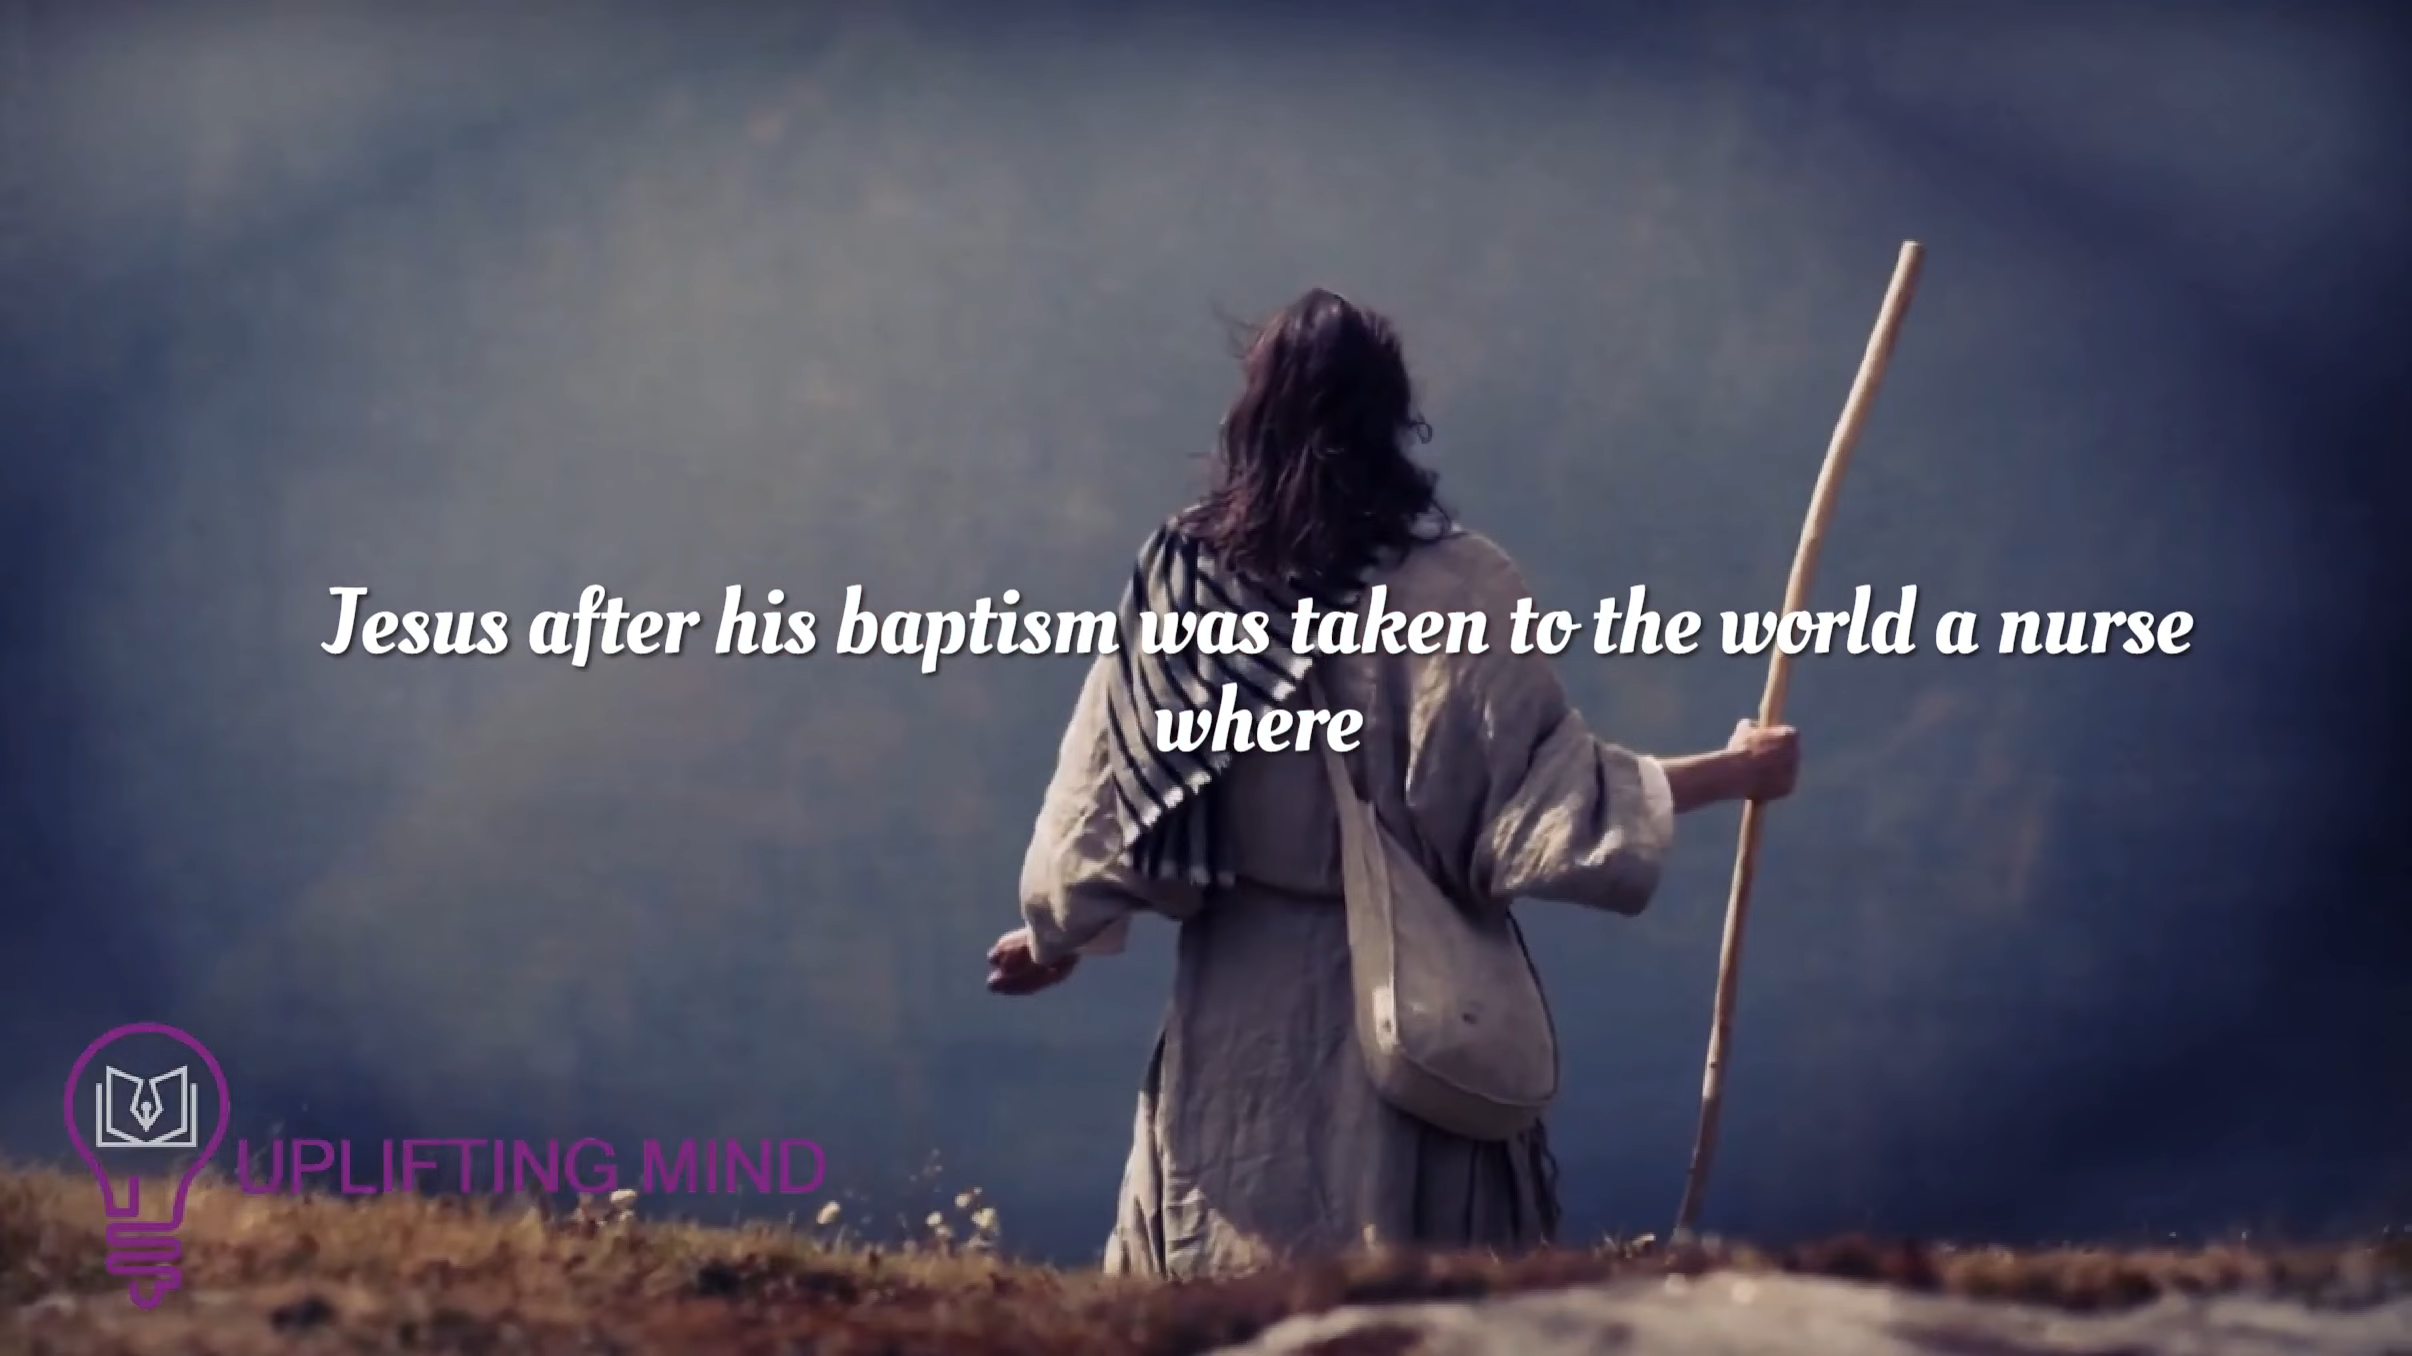 Jesus after his baptism was taken to the world a nurse
where
UPLIFTING MIND